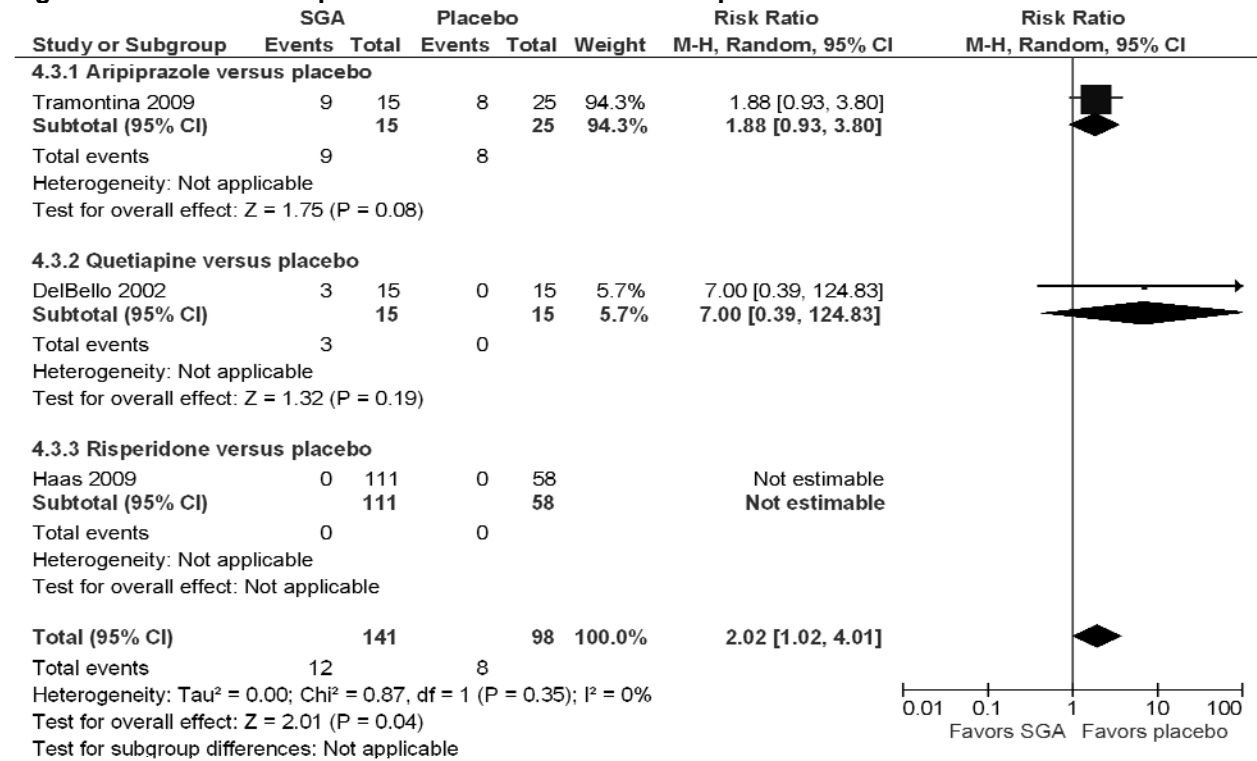 SGA Placebo Risk Ratio Risk Ratio
Study or Subgroup Events Total Events Total Weight M-H, Random, 95% CI M-H, Random, 95% CI
4.3.1 Aripiprazole versus placebo
Tramontina 2009 9 15 8 25 94.3% 1.88 [0.93, 3.80]
Subtotal (95% CI) 15 25 94.3% 1.88 [0.93, 3.80]
Total events 9 8
Heterogeneity: Not applicable
Test for overall effect: Z = 1.75 (P = 0.08)
4.3.2 Quetiapine versus placebo
DelBello 2002 3 15 0 15 5.7% 7.00 [0.39, 124.83]
Subtotal (95% CI) 15 15 5.7% 7.00 [0.39, 124.83]
Total events 3 0
Heterogeneity: Not applicable
Test for overall effect: Z = 1.32 (P = 0.19)
4.3.3 Risperidone versus placebo
Haas 2009 0 111 0 58 Not estimable
Subtotal (95% CI) 111 58 Not estimable
Total events 0 0
Heterogeneity: Not applicable
Test for overall effect: Not applicable
Total (95% CI) 141 98 100.0% 2.02 [1.02, 4.01]
Total events 12 8
Heterogeneity: Tau² = 0.00; Chi² = 0.87, df = 1 (P = 0.35); I² = 0%
Test for overall effect: Z = 2.01 (P = 0.04)
Test for subgroup differences: Not applicable
0.01 0.1 1 10 100
Favors SGA Favors placebo